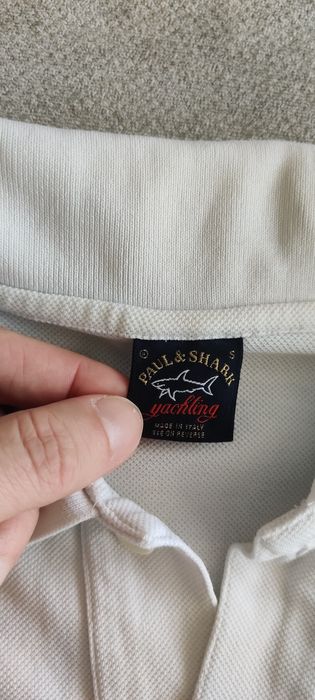 ® S
PAUL & SHARK
yachting
MADE IN ITALY
SEE ON REVERSE